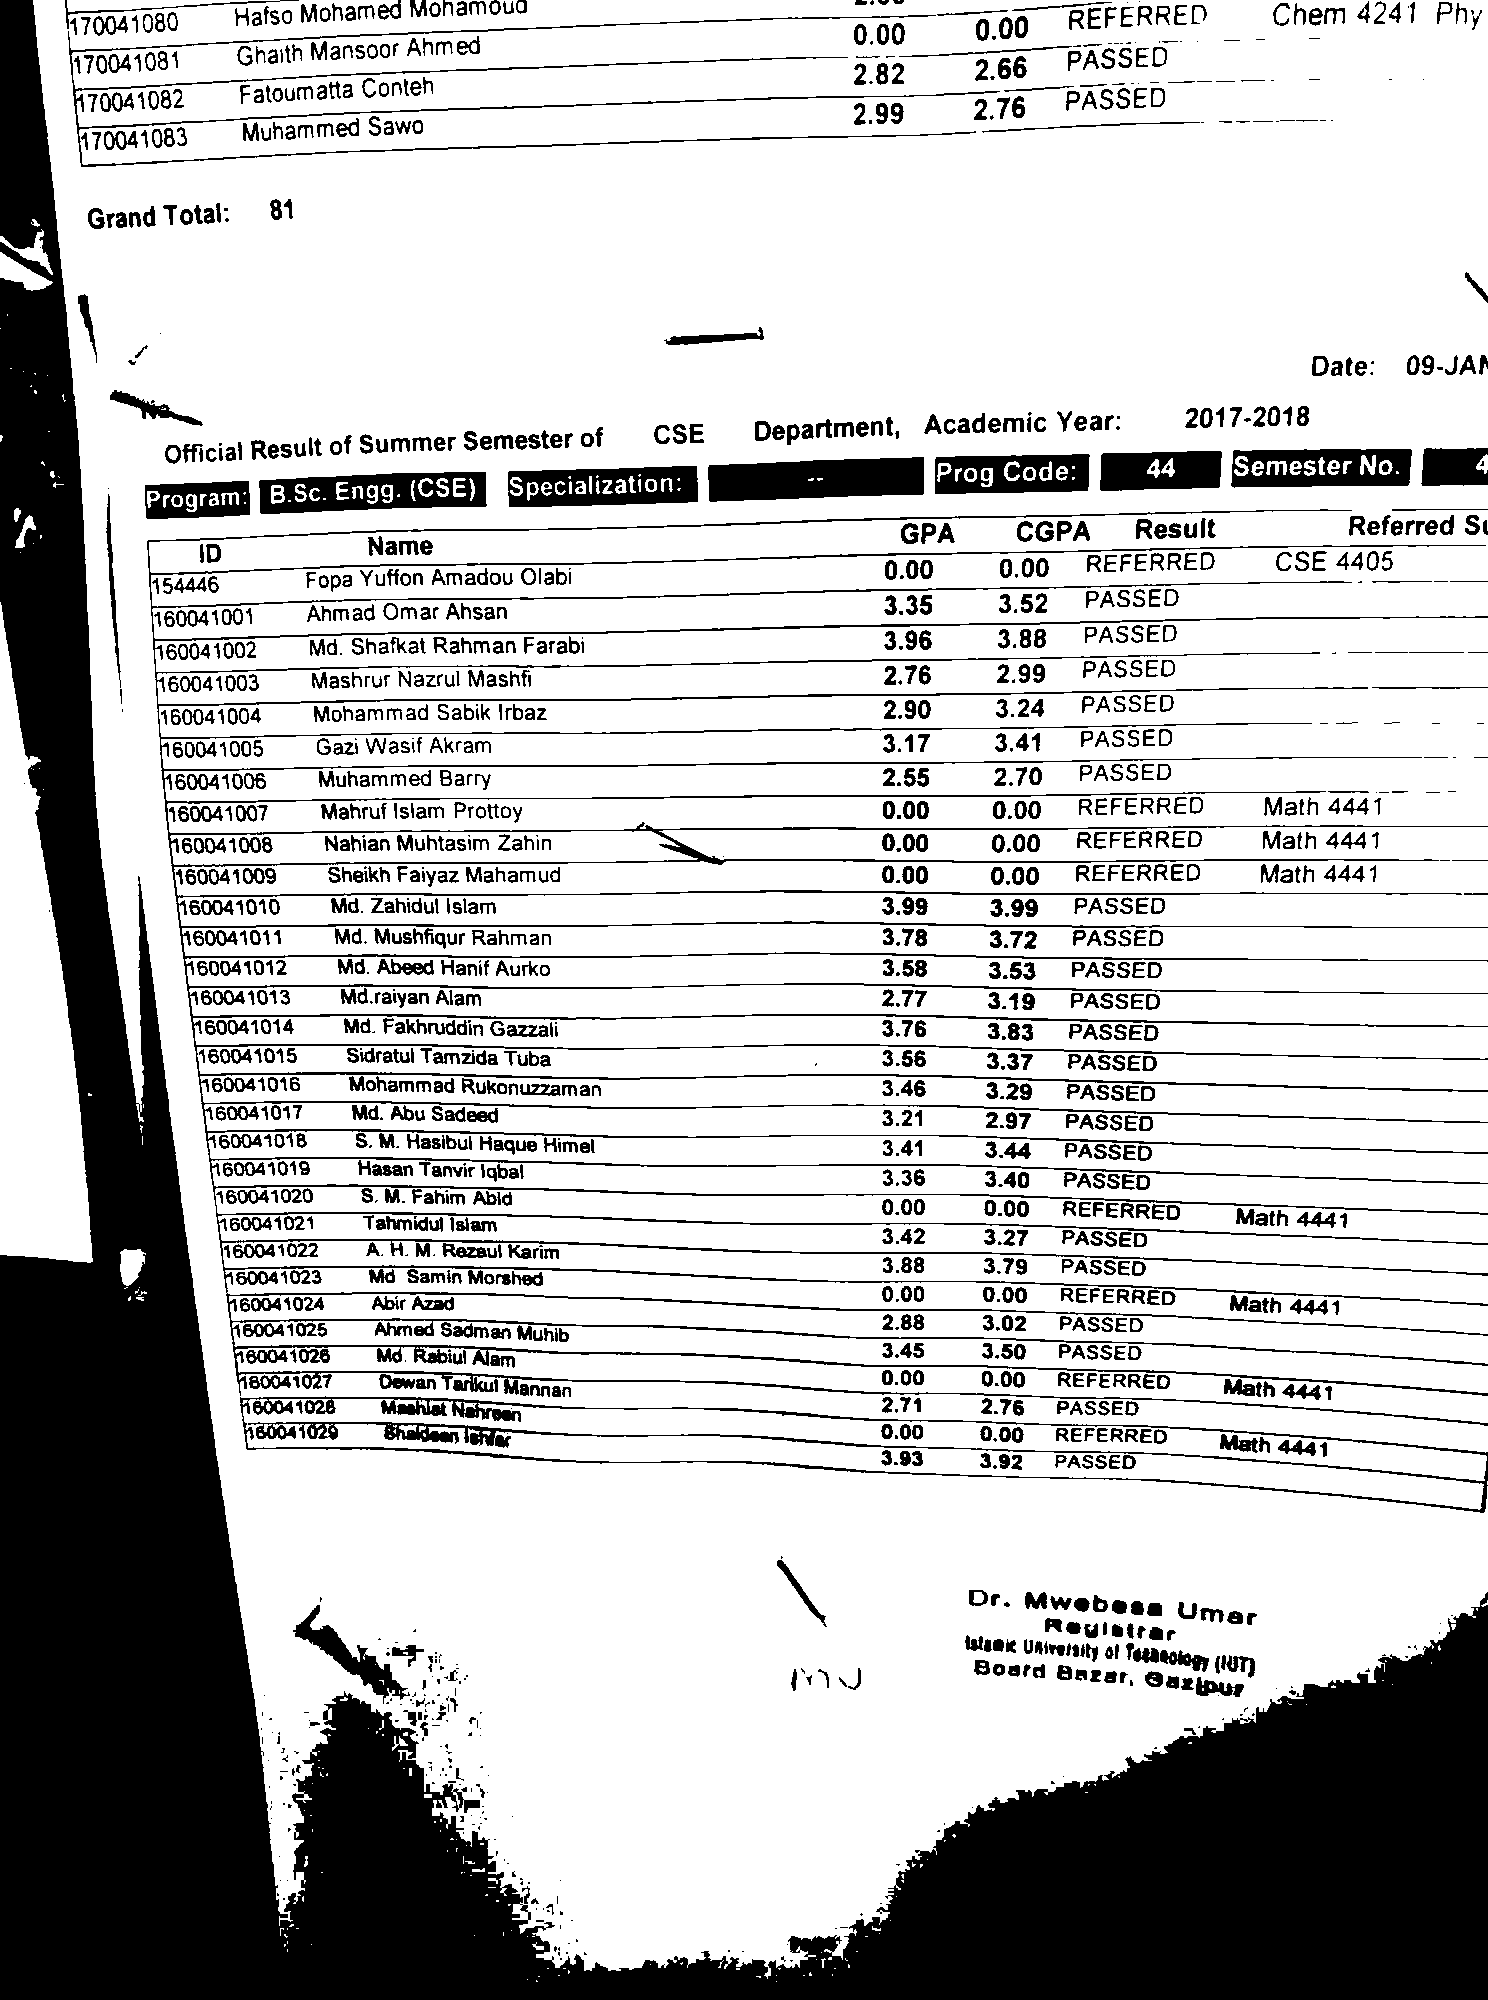 170041080 Hafso Mohamed Mohamoud
170041081 Ghaith Mansoor Ahmed 0.00 0.00 REFERRED Chem 4241 Phy
170041082 Fatoumatta Conteh 2.82 2.66 PASSED
170041083 Muhammed Sawo 2.99 2.76 PASSED
Grand Total: 81
Date: 09-JAN
No
Official Result of Summer Semester of CSE Department, Academic Year: 2017-2018
Program: B.Sc. Engg. (CSE) Specialization: -- Prog Code: 44 Semester No. 4
ID Name GPA CGPA Result Referred Su
154446 Fopa Yuffon Amadou Olabi 0.00 0.00 REFERRED CSE 4405
160041001 Ahmad Omar Ahsan 3.35 3.52 PASSED
160041002 Md. Shafkat Rahman Farabi 3.96 3.88 PASSED
160041003 Mashrur Nazrul Mashfi 2.76 2.99 PASSED
160041004 Mohammad Sabik Irbaz 2.90 3.24 PASSED
160041005 Gazi Wasif Akram 3.17 3.41 PASSED
160041006 Muhammed Barry 2.55 2.70 PASSED
160041007 Mahruf Islam Prottoy 0.00 0.00 REFERRED Math 4441
160041008 Nahian Muhtasim Zahin 0.00 0.00 REFERRED Math 4441
160041009 Sheikh Faiyaz Mahamud 0.00 0.00 REFERRED Math 4441
160041010 Md. Zahidul Islam 3.99 3.99 PASSED
160041011 Md. Mushfiqur Rahman 3.78 3.72 PASSED
160041012 Md. Abeed Hanif Aurko 3.58 3.53 PASSED
160041013 Md.raiyan Alam 2.77 3.19 PASSED
160041014 Md. Fakhruddin Gazzali 3.76 3.83 PASSED
160041015 Sidratul Tamzida Tuba 3.56 3.37 PASSED
160041016 Mohammad Rukonuzzaman 3.46 3.29 PASSED
160041017 Md. Abu Sadeed 3.21 2.97 PASSED
160041018 S. M. Hasibul Haque Himel 3.41 3.44 PASSED
160041019 Hasan Tanvir Iqbal 3.36 3.40 PASSED
160041020 S. M. Fahim Abid 0.00 0.00 REFERRED Math 4441
160041021 Tahmidul Islam 3.42 3.27 PASSED
160041022 A. H. M. Rezaul Karim 3.88 3.79 PASSED
160041023 Md Samin Morshed 0.00 0.00 REFERRED Math 4441
160041024 Abir Azad 2.88 3.02 PASSED
160041025 Ahmed Sadman Muhib 3.45 3.50 PASSED
160041026 Md. Rabiul Alam 0.00 0.00 REFERRED Math 4441
160041027 Dewan Tarikul Mannan 2.71 2.76 PASSED
160041028 Mashiat Nahreen 0.00 0.00 REFERRED Math 4441
160041029 Shaldeen Ishfar 3.93 3.92 PASSED
Dr. Mwebesa Umar
Registrar
Islamic University of Technology (IUT)
Board Bazar, Gazipur